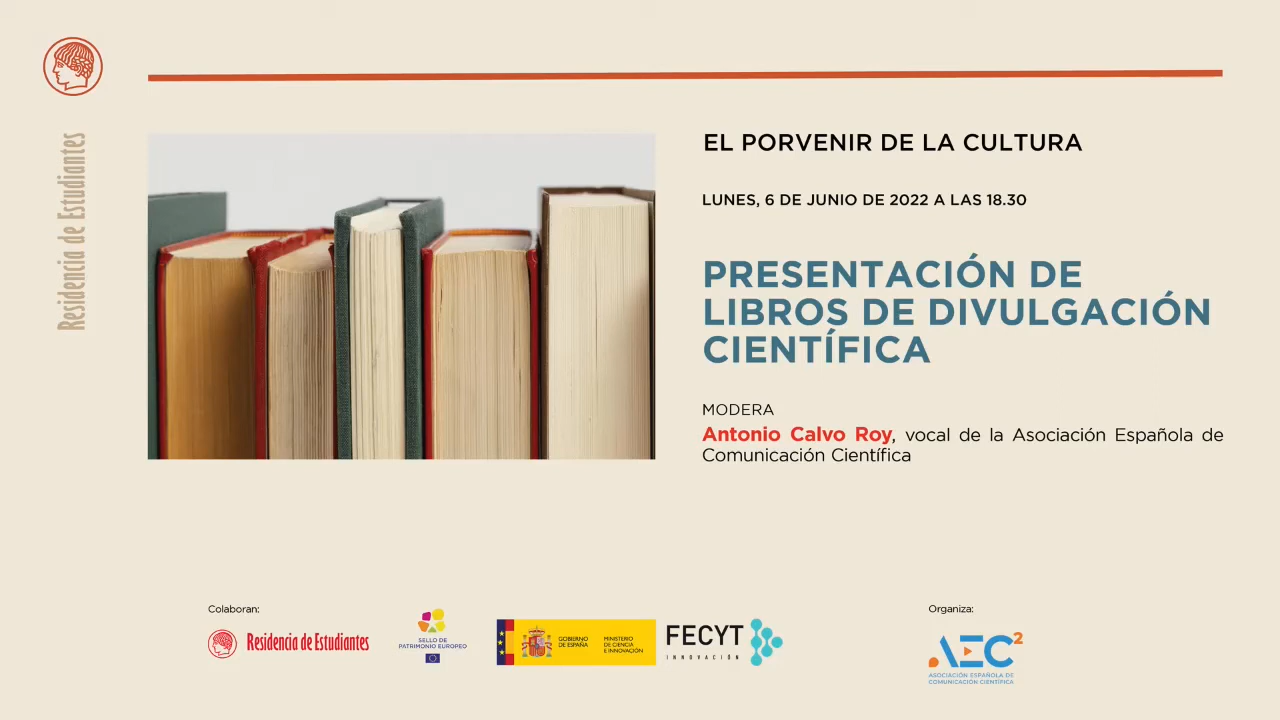 Residencia de Estudiantes
EL PORVENIR DE LA CULTURA
LUNES, 6 DE JUNIO DE 2022 A LAS 18.30
PRESENTACIÓN DE
LIBROS DE DIVULGACIÓN
CIENTÍFICA
MODERA
Antonio Calvo Roy, vocal de la Asociación Española de
Comunicación Científica
Colaboran:
Residencia de Estudiantes
SELLO DE
PATRIMONIO EUROPEO
GOBIERNO
DE ESPAÑA
MINISTERIO
DE CIENCIA
E INNOVACIÓN
FECYT
INNOVACIÓN
Organiza:
AEC2
ASOCIACIÓN ESPAÑOLA DE
COMUNICACIÓN CIENTÍFICA